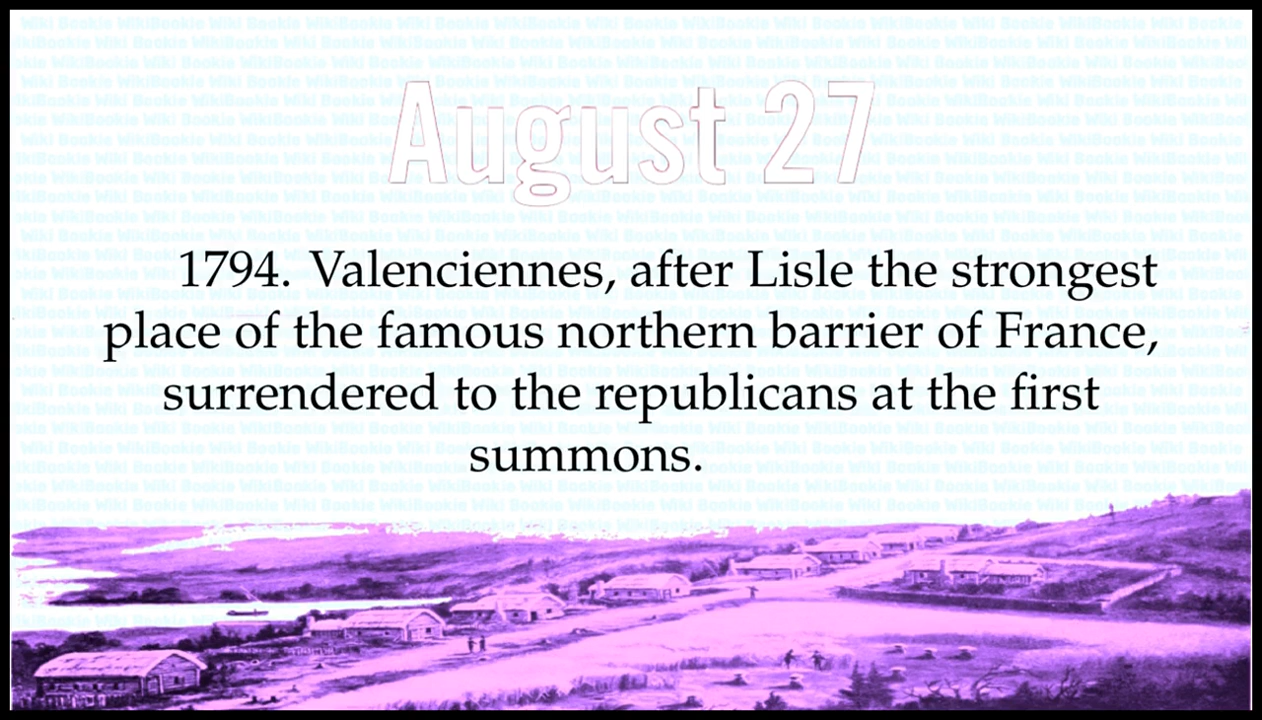 August 27
1794. Valenciennes, after Lisle the strongest
place of the famous northern barrier of France,
surrendered to the republicans at the first
summons.